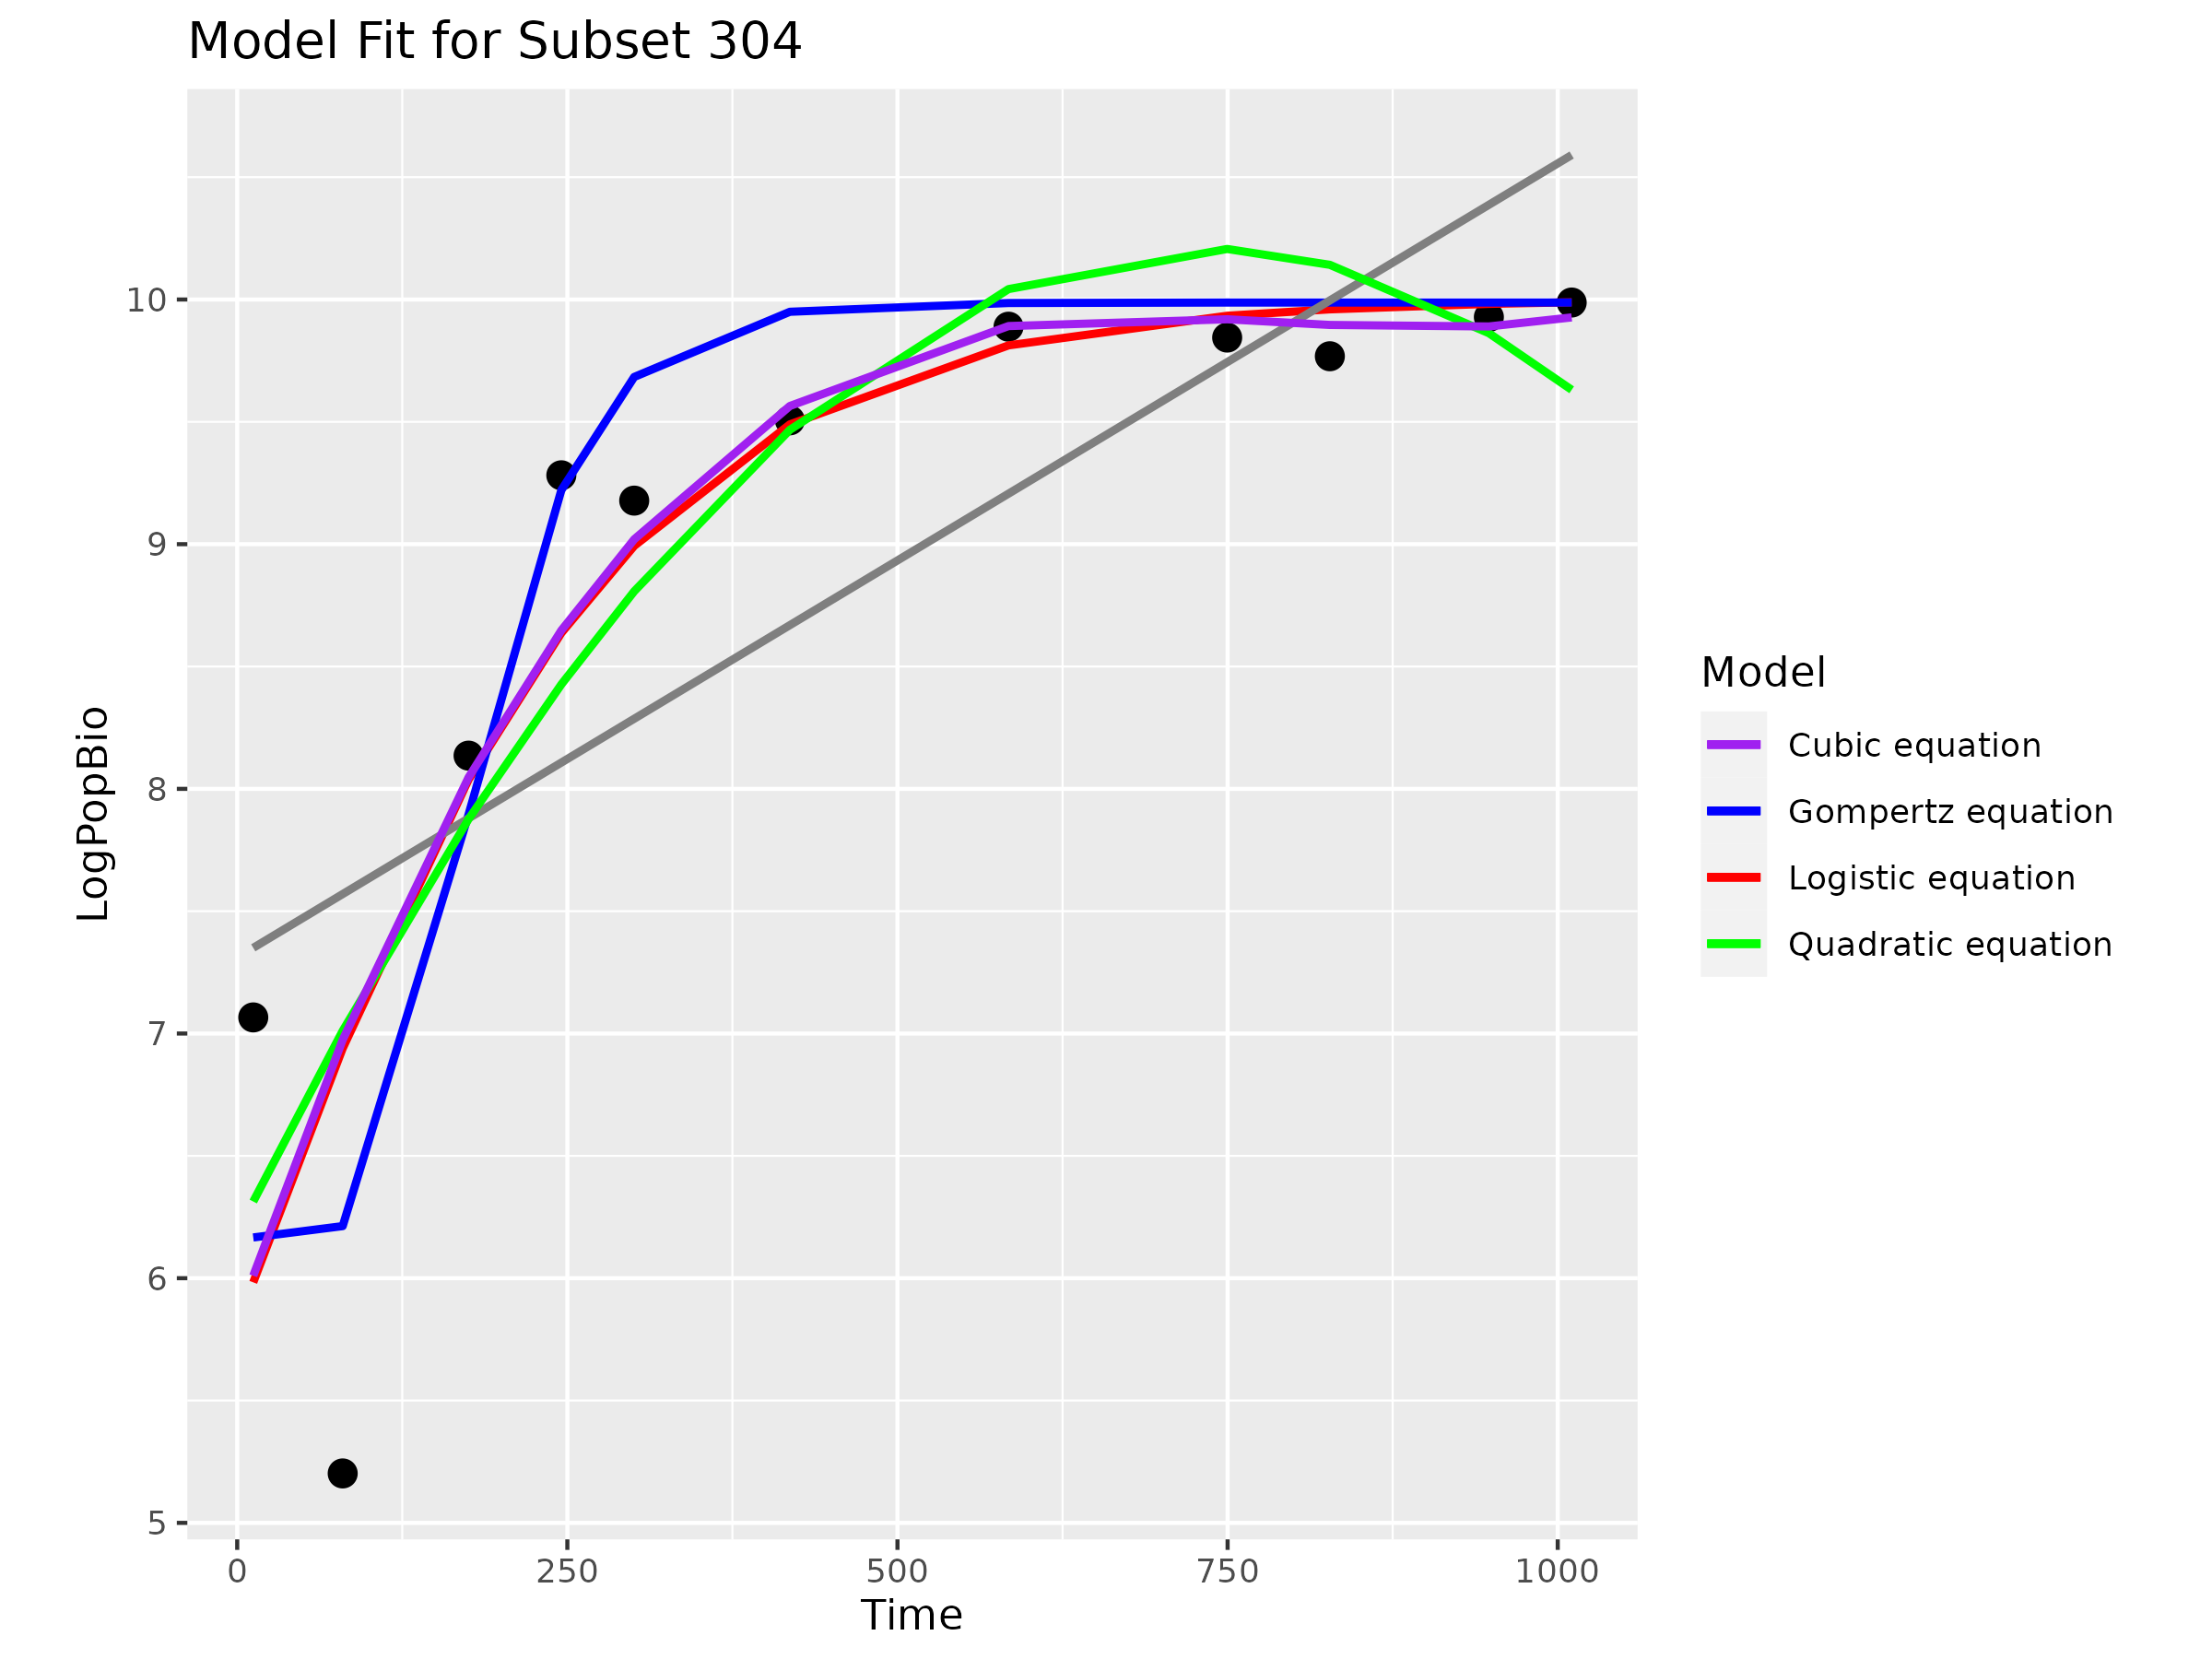 Model Fit for Subset 304
10
9
8
7
6
5
LogPopBio
0 250 500 750 1000
Time
Model
Cubic equation
Gompertz equation
Logistic equation
Quadratic equation